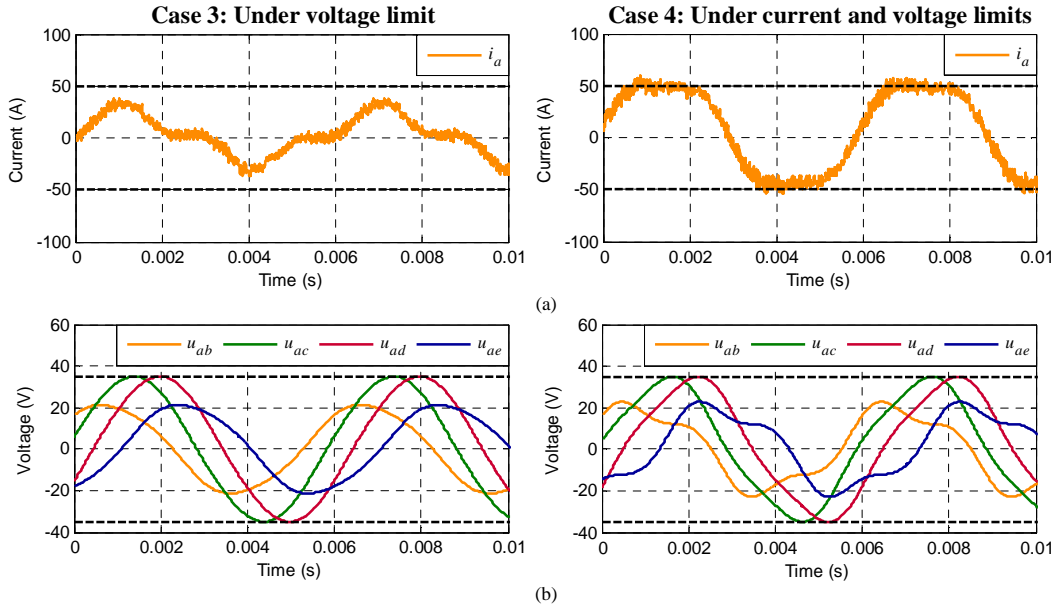 Case 3: Under voltage limit
Case 4: Under current and voltage limits
100
50
0
-50
-100
Current (A)
i_a
0
0.002
0.004
0.006
0.008
0.01
Time (s)
100
50
0
-50
-100
Current (A)
i_a
0
0.002
0.004
0.006
0.008
0.01
Time (s)
(a)
60
40
20
0
-20
-40
Voltage (V)
u_ab u_ac u_ad u_ae
0
0.002
0.004
0.006
0.008
0.01
Time (s)
60
40
20
0
-20
-40
Voltage (V)
u_ab u_ac u_ad u_ae
0
0.002
0.004
0.006
0.008
0.01
Time (s)
(b)